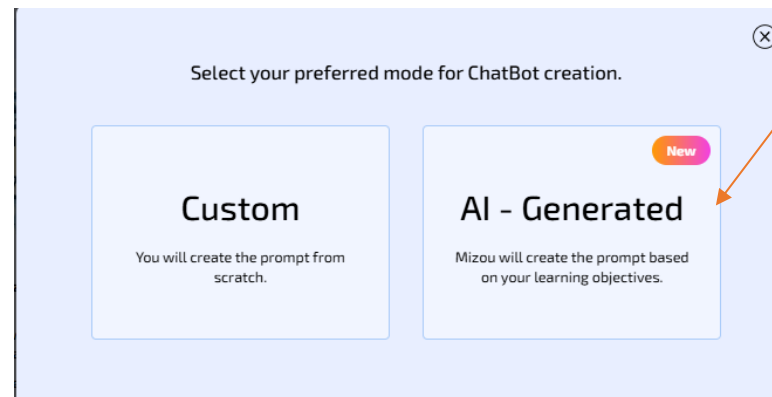 Select your preferred mode for ChatBot creation.
Custom
You will create the prompt from
scratch.
New
AI - Generated
Mizou will create the prompt based
on your learning objectives.